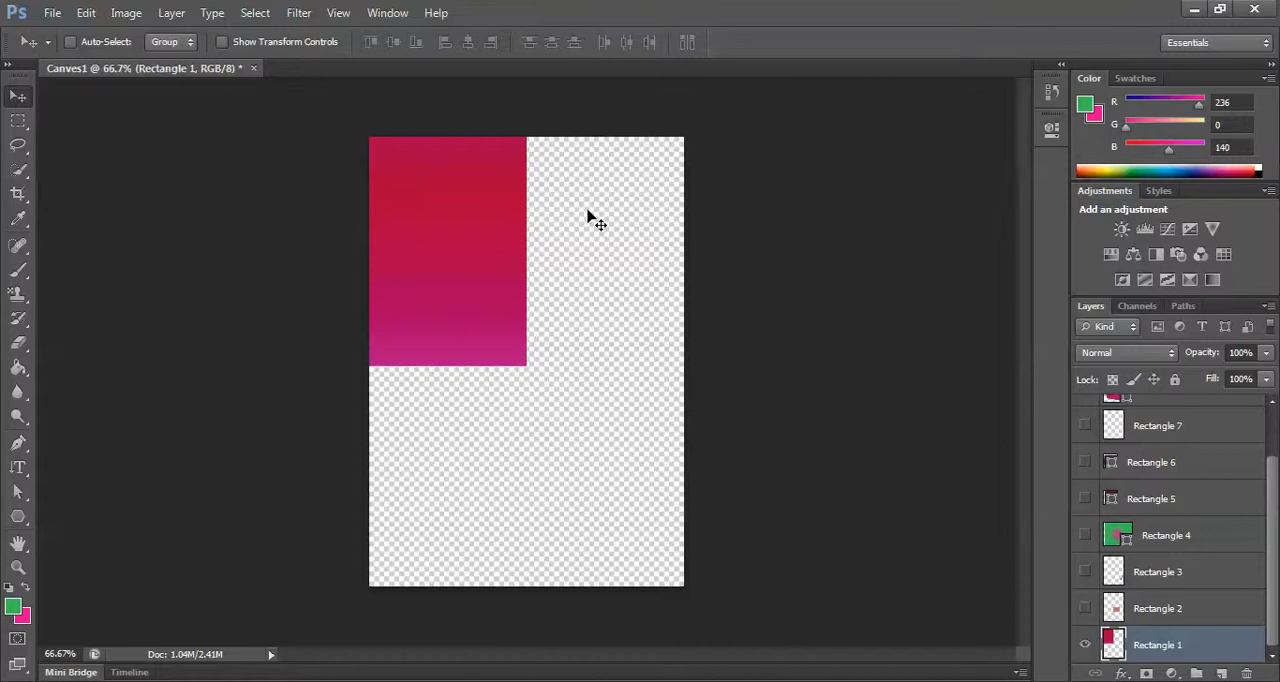 Ps File Edit Image Layer Type Select Filter View Window Help
Auto-Select: Group Show Transform Controls Essentials
Canves1 @ 66.7% (Rectangle 1, RGB/8) * ×
Color Swatches
R 236
G 0
B 140
Adjustments Styles
Add an adjustment
Layers Channels Paths
Kind
Normal Opacity: 100%
Lock: Fill: 100%
Rectangle 7
Rectangle 6
Rectangle 5
Rectangle 4
Rectangle 3
Rectangle 2
Rectangle 1
66.67% Doc: 1.04M/2.41M
Mini Bridge Timeline